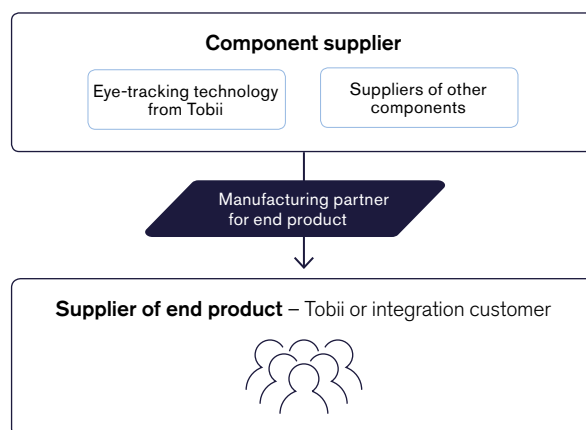 Component supplier
Eye-tracking technology
from Tobii
Suppliers of other
components
Manufacturing partner
for end product
Supplier of end product – Tobii or integration customer